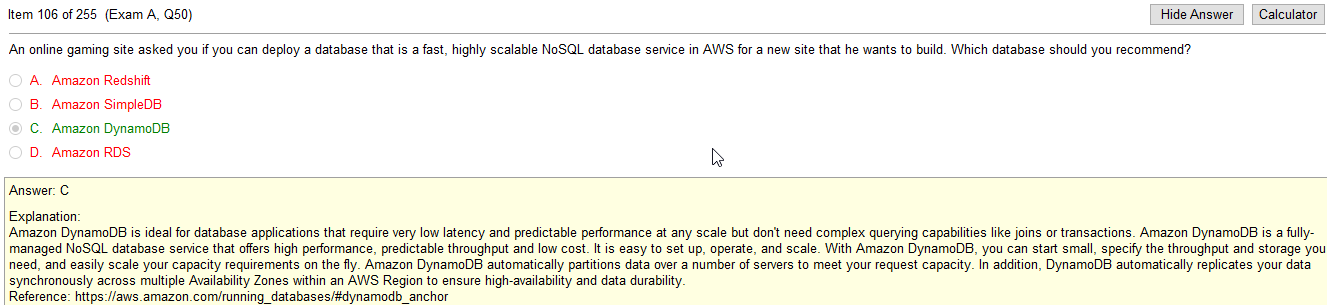 Item 106 of 255 (Exam A, Q50)
Hide Answer
Calculator
An online gaming site asked you if you can deploy a database that is a fast, highly scalable NoSQL database service in AWS for a new site that he wants to build. Which database should you recommend?
A. Amazon Redshift
B. Amazon SimpleDB
C. Amazon DynamoDB
D. Amazon RDS
Answer: C
Explanation:
Amazon DynamoDB is ideal for database applications that require very low latency and predictable performance at any scale but don't need complex querying capabilities like joins or transactions. Amazon DynamoDB is a fully-
managed NoSQL database service that offers high performance, predictable throughput and low cost. It is easy to set up, operate, and scale. With Amazon DynamoDB, you can start small, specify the throughput and storage you
need, and easily scale your capacity requirements on the fly. Amazon DynamoDB automatically partitions data over a number of servers to meet your request capacity. In addition, DynamoDB automatically replicates your data
synchronously across multiple Availability Zones within an AWS Region to ensure high-availability and data durability.
Reference: https://aws.amazon.com/running_databases/#dynamodb_anchor